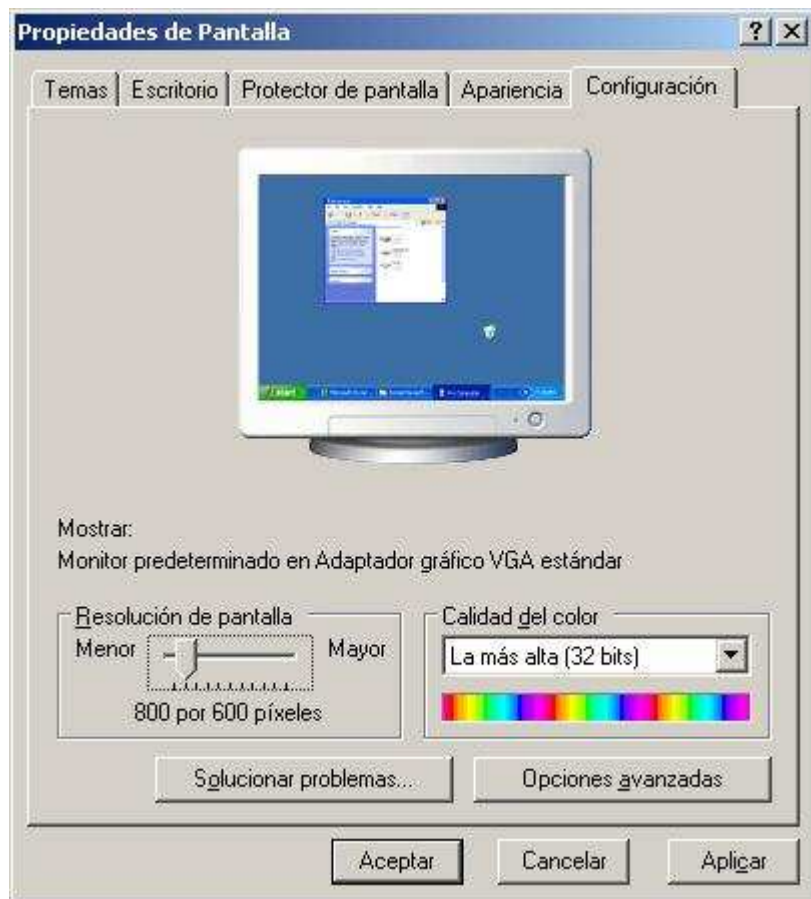 Propiedades de Pantalla
Temas Escritorio Protector de pantalla Apariencia Configuración
Mostrar:
Monitor predeterminado en Adaptador gráfico VGA estándar
Resolución de pantalla
Menor Mayor
800 por 600 píxeles
Calidad del color
La más alta (32 bits)
Solucionar problemas... Opciones avanzadas
Aceptar Cancelar Aplicar